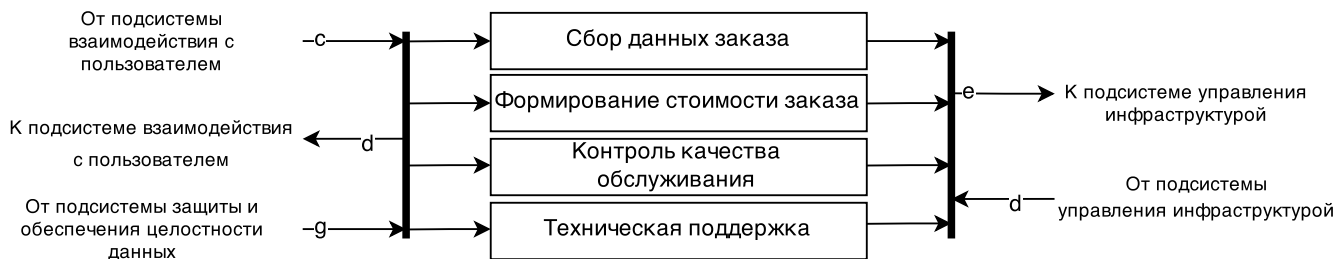 От подсистемы
взаимодействия с
пользователем
–c
К подсистеме взаимодействия
с пользователем
d
От подсистемы защиты и
обеспечения целостности
данных
–g
Сбор данных заказа
Формирование стоимости заказа
Контроль качества
обслуживания
Техническая поддержка
e
К подсистеме управления
инфраструктурой
d
От подсистемы
управления инфраструктурой